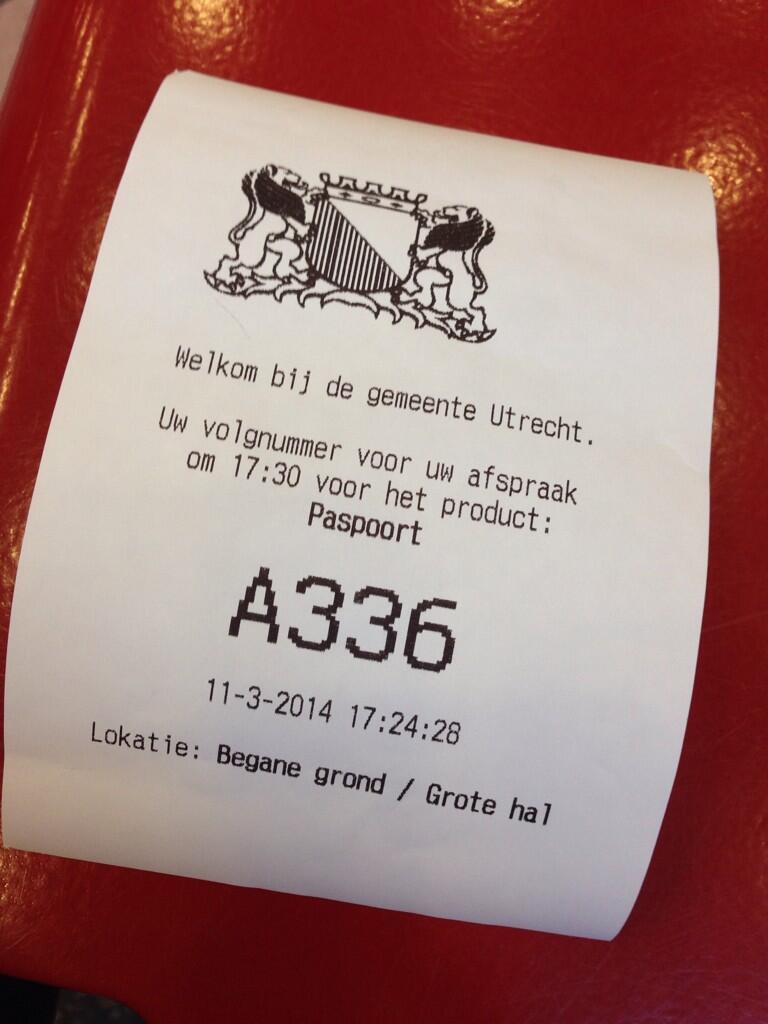 Welkom bij de gemeente Utrecht.
Uw volgnummer voor uw afspraak
om 17:30 voor het product:
Paspoort
A336
11-3-2014 17:24:28
Lokatie: Begane grond / Grote hal